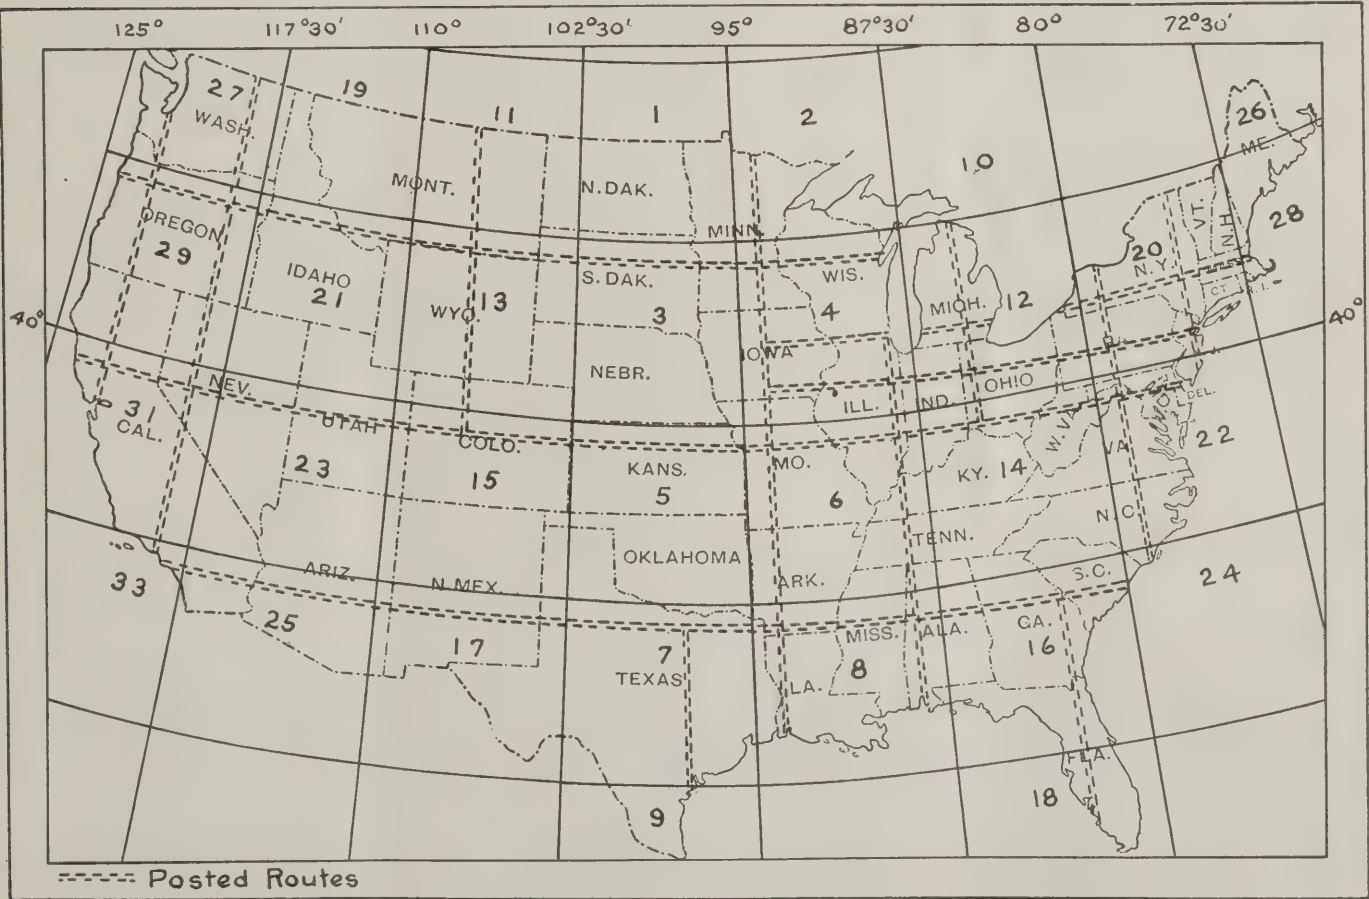 125° 117°30' 110° 102°30' 95° 87°30' 80° 72°30'
27 19 11 1 2 26
WASH. 10 ME.
MONT. N.DAK. VT. N.H.
OREGON MINN. 20 28
29 IDAHO S.DAK. WIS. N.Y.
21 WYO. 13 3 4 MICH. 12 CT. R.I.
40° 40°
IOWA
NEV. NEBR. OHIO
31 ILL. IND. DEL.
CAL. UTAH COLO. W.VA. MD.
23 15 KANS. MO. KY. 14 VA. 22
5 6
N.C.
OKLAHOMA TENN.
33 ARIZ. N.MEX. ARK. S.C. 24
25 17 7 MISS. ALA. GA.
TEXAS LA. 8 16
FLA.
9 18
Posted Routes